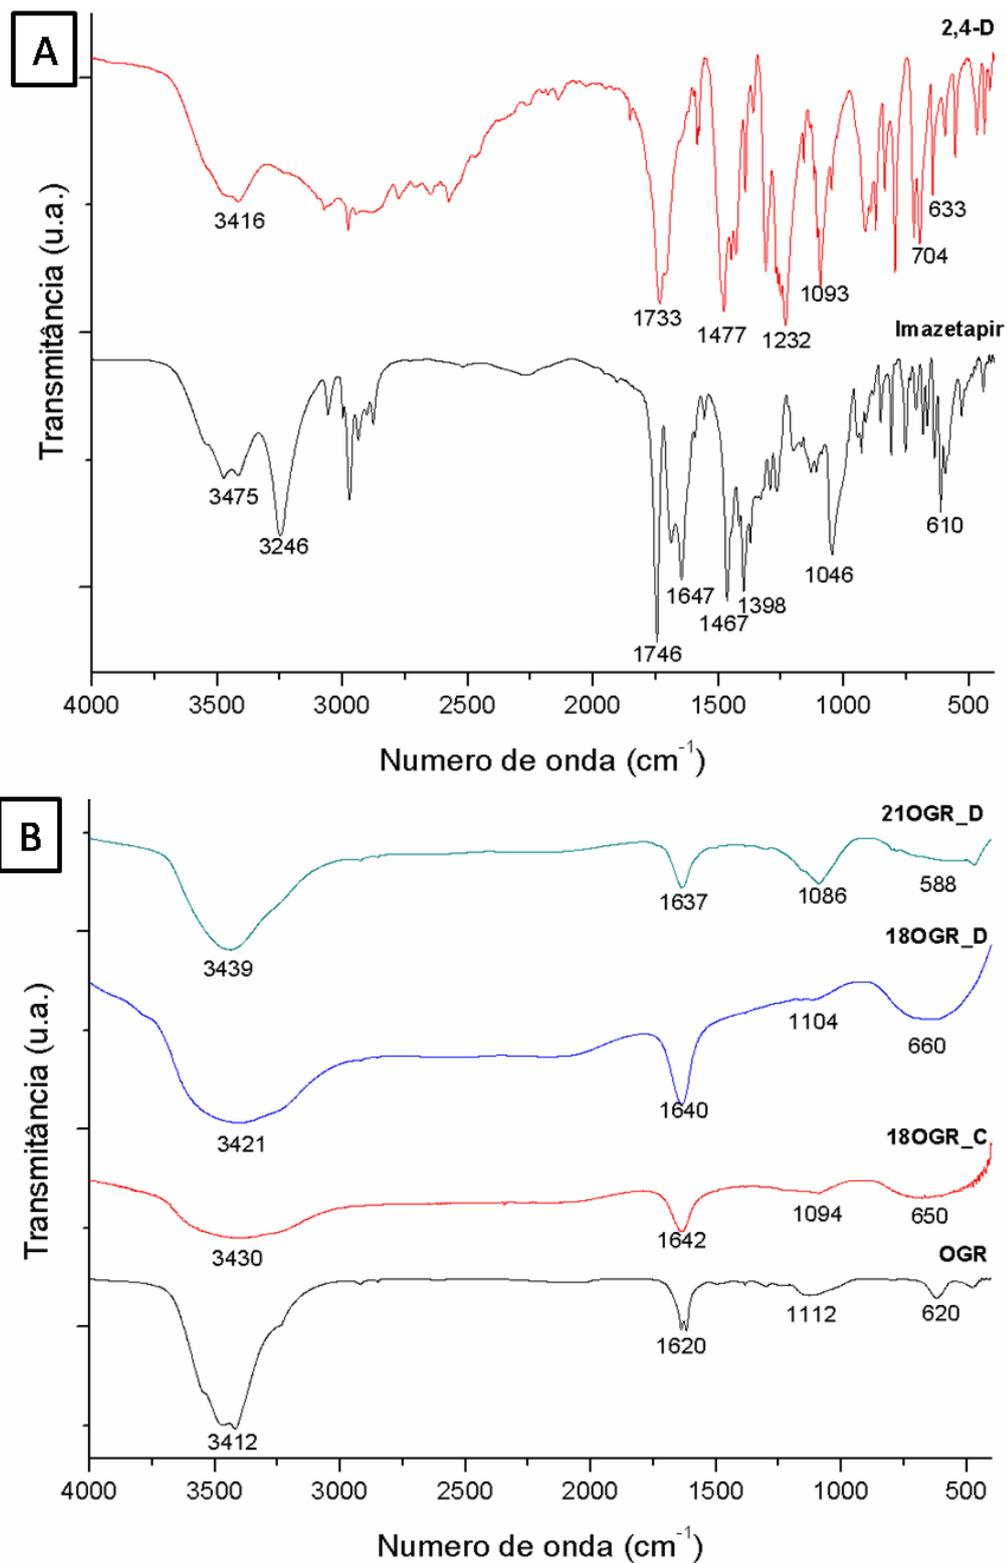 A
2,4-D
3416
633
704
1093
1733
1477
1232
Imazetapir
3475
3246
610
1046
1647
1398
1467
1746
Transmitância (u.a.)
4000 3500 3000 2500 2000 1500 1000 500
Numero de onda (cm-1)
B
21OGR_D
588
1637
1086
18OGR_D
3439
1104
660
1640
3421
18OGR_C
1094
650
1642
3430
OGR
1112
620
1620
3412
Transmitância (u.a.)
4000 3500 3000 2500 2000 1500 1000 500
Numero de onda (cm-1)